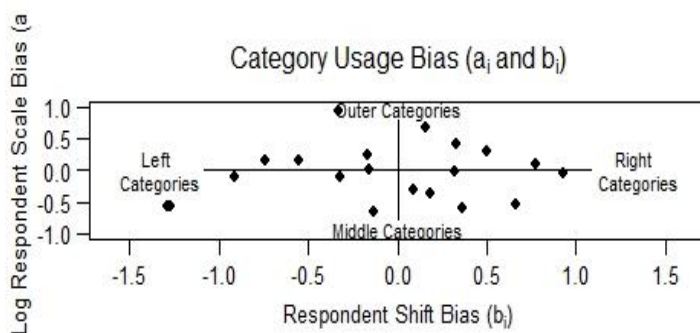 Category Usage Bias (aᵢ and bᵢ)
Log Respondent Scale Bias (a
1.0
0.5
0.0
-0.5
-1.0
Outer Categories
Left
Categories
Right
Categories
Middle Categories
-1.5
-1.0
-0.5
0.0
0.5
1.0
1.5
Respondent Shift Bias (bᵢ)